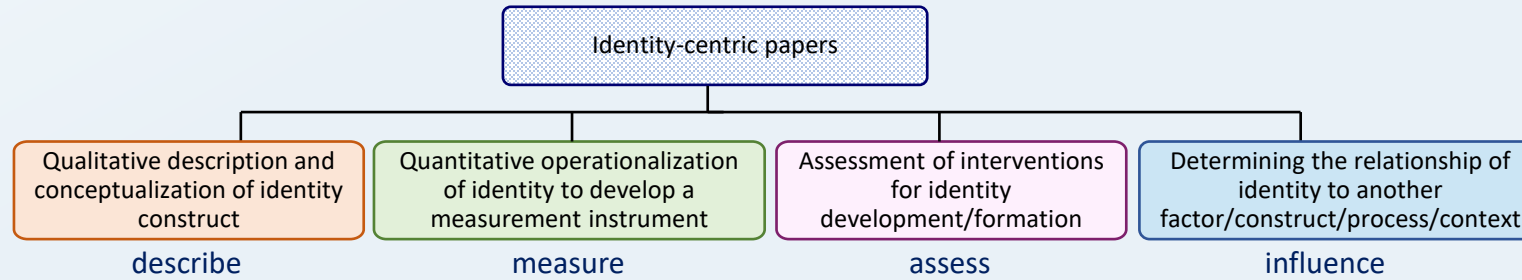 Identity-centric papers
Qualitative description and
conceptualization of identity
construct
Quantitative operationalization
of identity to develop a
measurement instrument
Assessment of interventions
for identity
development/formation
Determining the relationship of
identity to another
factor/construct/process/context
describe
measure
assess
influence